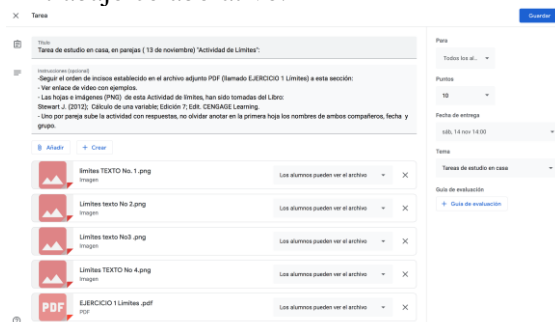 Tarea
Guardar
Título
Tarea de estudio en casa, en parejas ( 13 de noviembre) "Actividad de Límites":
Instrucciones (opcional)
-Seguir el orden de incisos establecido en el archivo adjunto PDF (llamado EJERCICIO 1 Limites) a esta sección:
- Ver enlace de video con ejemplos.
- Las hojas e imágenes (PNG) de esta Actividad de límites, han sido tomadas del Libro:
Stewart J. (2012); Cálculo de una variable; Edición 7; Edit. CENGAGE Learning.
- Uno por pareja sube la actividad con respuestas, no olvidar anotar en la primera hoja los nombres de ambos compañeros, fecha y
grupo.
Añadir
+ Crear
límites TEXTO No. 1 .png
Imagen
Los alumnos pueden ver el archivo
Límites texto No 2.png
Imagen
Los alumnos pueden ver el archivo
Límites texto No3 .png
Imagen
Los alumnos pueden ver el archivo
Límites TEXTO No 4.png
Imagen
Los alumnos pueden ver el archivo
PDF
EJERCICIO 1 Limites .pdf
PDF
Los alumnos pueden ver el archivo
Para
Todos los al...
Puntos
10
Fecha de entrega
sáb, 14 nov 14:00
Tema
Tareas de estudio en casa
Guía de evaluación
+ Guía de evaluación